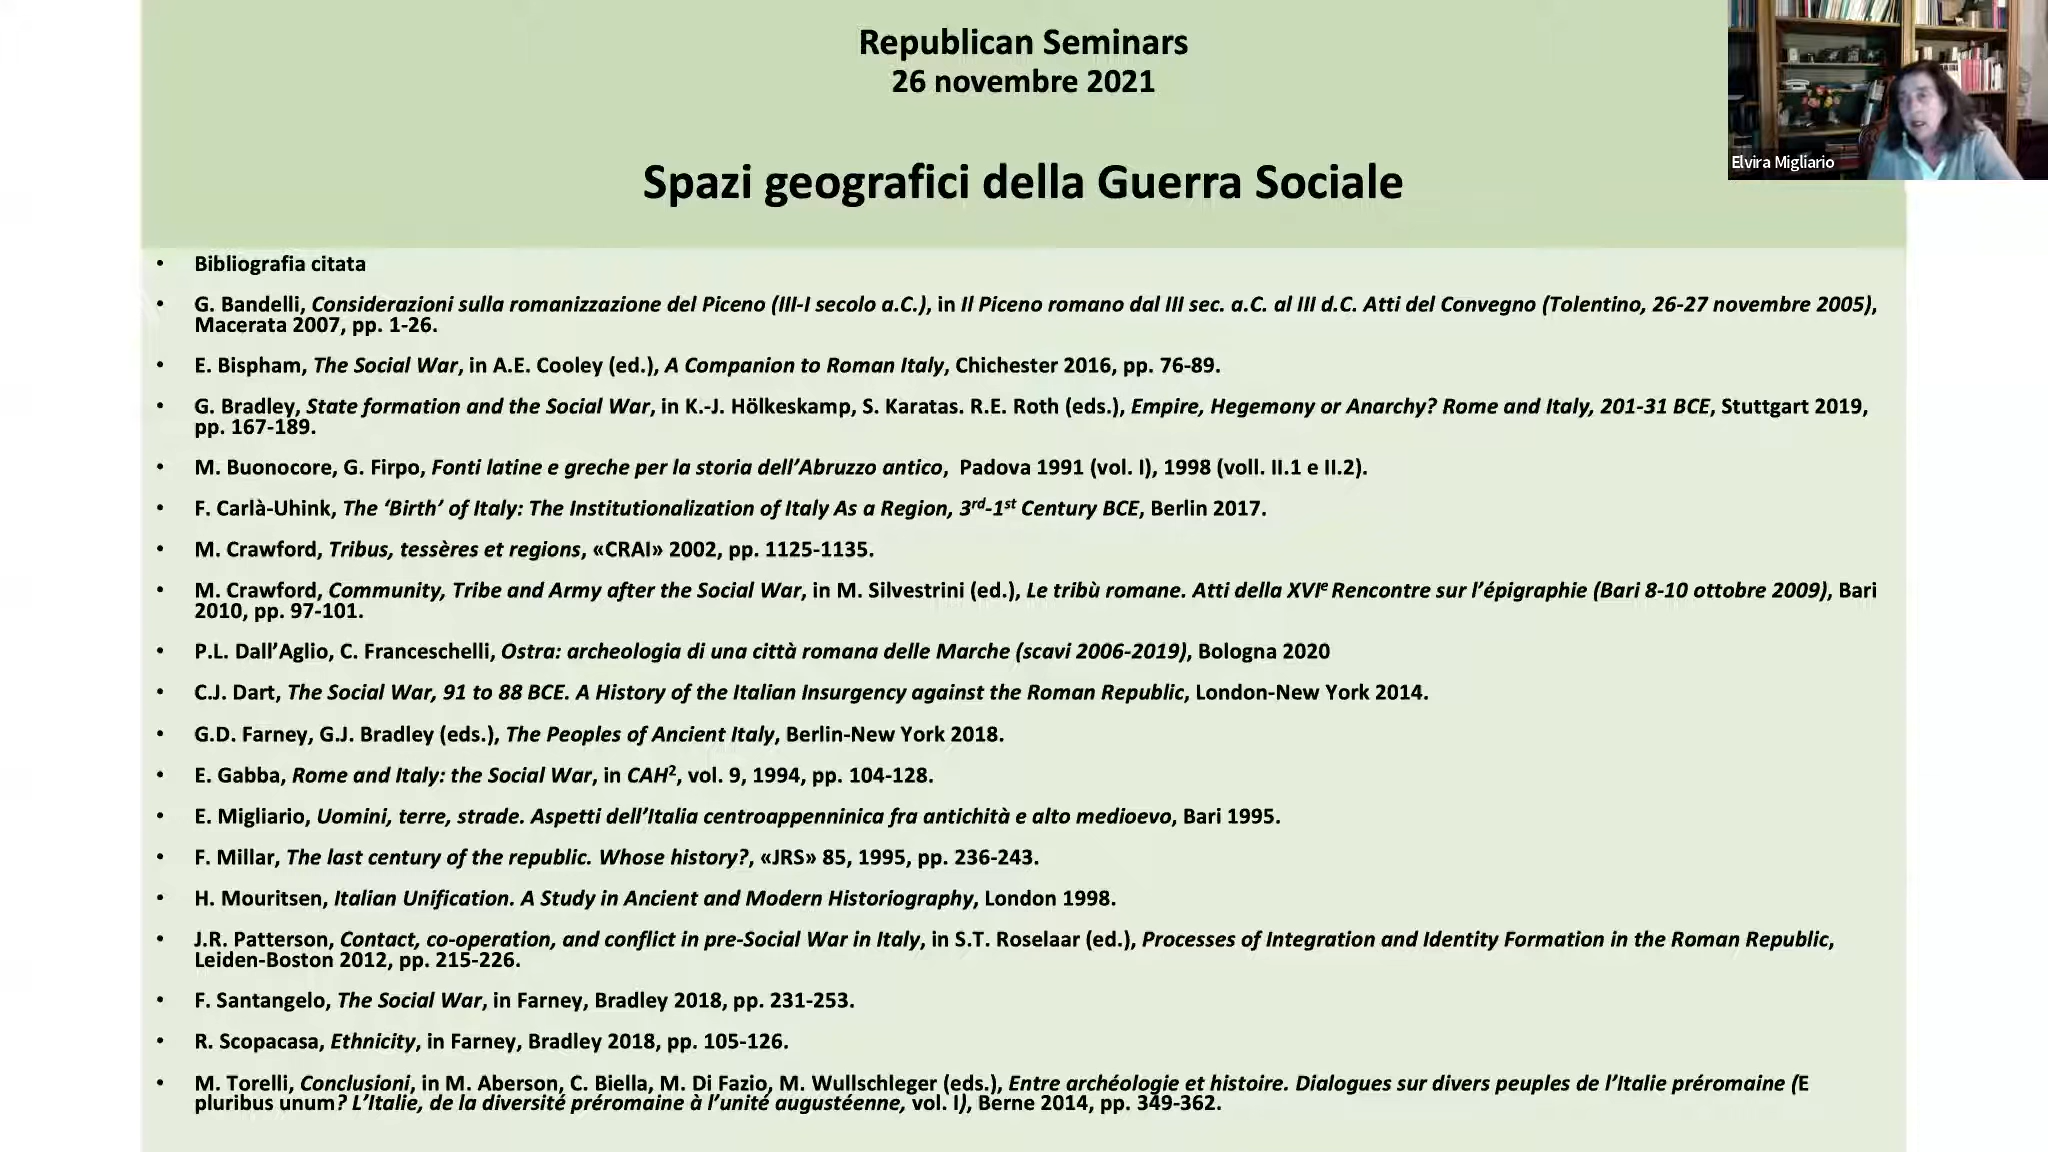 Republican Seminars
26 novembre 2021
Spazi geografici della Guerra Sociale
Elvira Migliario
• Bibliografia citata
• G. Bandelli, Considerazioni sulla romanizzazione del Piceno (III-I secolo a.C.), in Il Piceno romano dal III sec. a.C. al III d.C. Atti del Convegno (Tolentino, 26-27 novembre 2005),
Macerata 2007, pp. 1-26.
• E. Bispham, The Social War, in A.E. Cooley (ed.), A Companion to Roman Italy, Chichester 2016, pp. 76-89.
• G. Bradley, State formation and the Social War, in K.-J. Hölkeskamp, S. Karatas. R.E. Roth (eds.), Empire, Hegemony or Anarchy? Rome and Italy, 201-31 BCE, Stuttgart 2019,
pp. 167-189.
• M. Buonocore, G. Firpo, Fonti latine e greche per la storia dell’Abruzzo antico, Padova 1991 (vol. I), 1998 (voll. II.1 e II.2).
• F. Carlà-Uhink, The ‘Birth’ of Italy: The Institutionalization of Italy As a Region, 3rd-1st Century BCE, Berlin 2017.
• M. Crawford, Tribus, tessères et regions, «CRAI» 2002, pp. 1125-1135.
• M. Crawford, Community, Tribe and Army after the Social War, in M. Silvestrini (ed.), Le tribù romane. Atti della XVIe Rencontre sur l’épigraphie (Bari 8-10 ottobre 2009), Bari
2010, pp. 97-101.
• P.L. Dall’Aglio, C. Franceschelli, Ostra: archeologia di una città romana delle Marche (scavi 2006-2019), Bologna 2020
• C.J. Dart, The Social War, 91 to 88 BCE. A History of the Italian Insurgency against the Roman Republic, London-New York 2014.
• G.D. Farney, G.J. Bradley (eds.), The Peoples of Ancient Italy, Berlin-New York 2018.
• E. Gabba, Rome and Italy: the Social War, in CAH², vol. 9, 1994, pp. 104-128.
• E. Migliario, Uomini, terre, strade. Aspetti dell’Italia centroappenninica fra antichità e alto medioevo, Bari 1995.
• F. Millar, The last century of the republic. Whose history?, «JRS» 85, 1995, pp. 236-243.
• H. Mouritsen, Italian Unification. A Study in Ancient and Modern Historiography, London 1998.
• J.R. Patterson, Contact, co-operation, and conflict in pre-Social War in Italy, in S.T. Roselaar (ed.), Processes of Integration and Identity Formation in the Roman Republic,
Leiden-Boston 2012, pp. 215-226.
• F. Santangelo, The Social War, in Farney, Bradley 2018, pp. 231-253.
• R. Scopacasa, Ethnicity, in Farney, Bradley 2018, pp. 105-126.
• M. Torelli, Conclusioni, in M. Aberson, C. Biella, M. Di Fazio, M. Wullschleger (eds.), Entre archéologie et histoire. Dialogues sur divers peuples de l’Italie préromaine (E
pluribus unum? L’Italie, de la diversité préromaine à l’unité augustéenne, vol. I), Berne 2014, pp. 349-362.